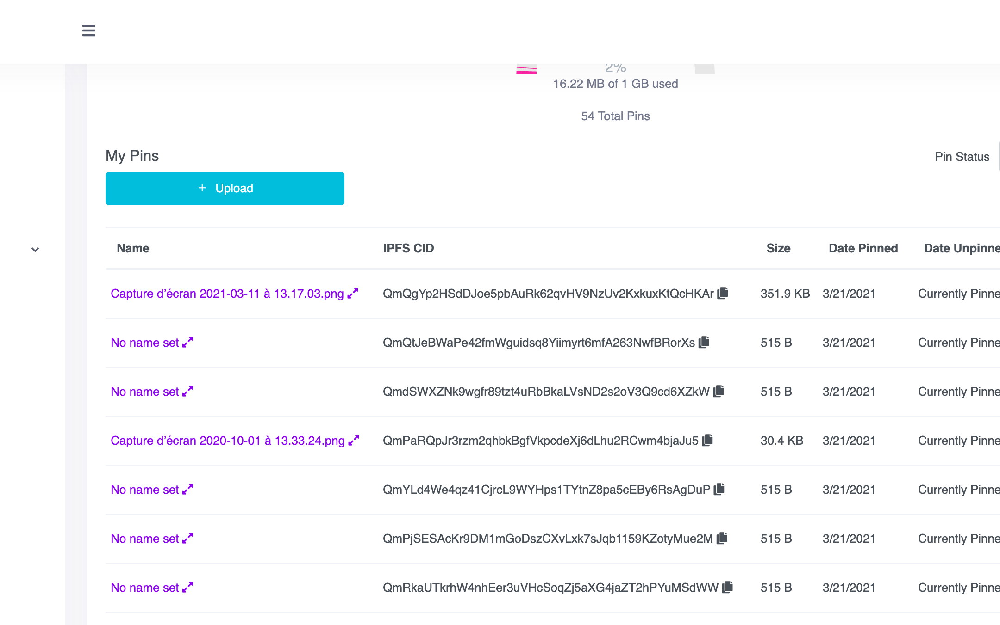 2%
16.22 MB of 1 GB used
54 Total Pins
My Pins
Pin Status
+ Upload
Name IPFS CID Size Date Pinned Date Unpinne
Capture d’écran 2021-03-11 à 13.17.03.png QmQgYp2HSdDJoe5pbAuRk62qvHV9NzUv2KxkuxKtQcHKAr 351.9 KB 3/21/2021 Currently Pinne
No name set QmQtJeBWaPe42fmWguidsq8Yiimyrt6mfA263NwfBRorXs 515 B 3/21/2021 Currently Pinne
No name set QmdSWXZNk9wgfr89tzt4uRbBkaLVsND2s2oV3Q9cd6XZkW 515 B 3/21/2021 Currently Pinne
Capture d’écran 2020-10-01 à 13.33.24.png QmPaRQpJr3rzm2qhbkBgfVkpcdeXj6dLhu2RCwm4bjaJu5 30.4 KB 3/21/2021 Currently Pinne
No name set QmYLd4We4qz41CjrcL9WYHps1TYtnZ8pa5cEBy6RsAgDuP 515 B 3/21/2021 Currently Pinne
No name set QmPjSESAcKr9DM1mGoDszCXvLxk7sJqb1159KZotyMue2M 515 B 3/21/2021 Currently Pinne
No name set QmRkaUTkrhW4nhEer3uVHcSoqZj5aXG4jaZT2hPYuMSdWW 515 B 3/21/2021 Currently Pinne